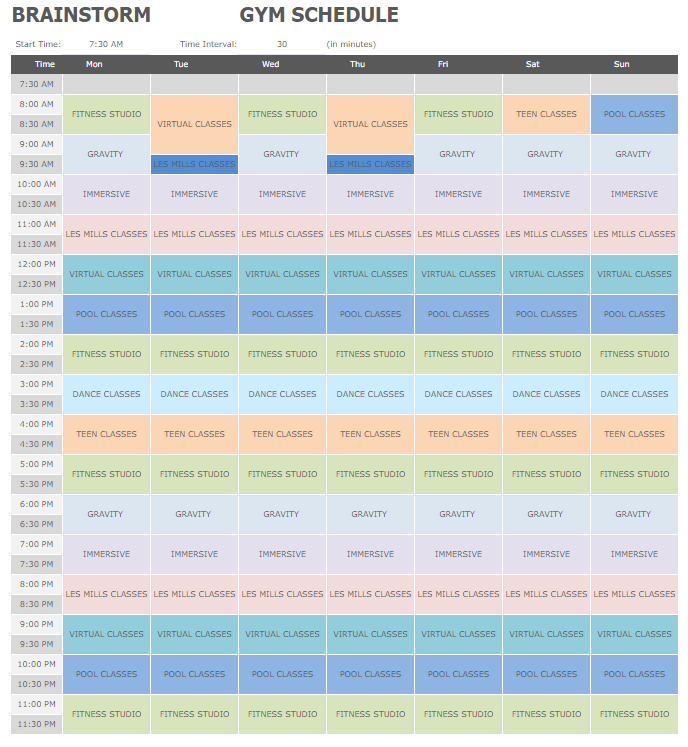 BRAINSTORM GYM SCHEDULE
Start Time: 7:30 AM Time Interval: 30 (in minutes)
Time Mon Tue Wed Thu Fri Sat Sun
7:30 AM
8:00 AM
FITNESS STUDIO FITNESS STUDIO FITNESS STUDIO TEEN CLASSES POOL CLASSES
8:30 AM VIRTUAL CLASSES VIRTUAL CLASSES
9:00 AM
GRAVITY GRAVITY GRAVITY GRAVITY GRAVITY
9:30 AM LES MILLS CLASSES LES MILLS CLASSES
10:00 AM
IMMERSIVE IMMERSIVE IMMERSIVE IMMERSIVE IMMERSIVE IMMERSIVE IMMERSIVE
10:30 AM
11:00 AM
LES MILLS CLASSES LES MILLS CLASSES LES MILLS CLASSES LES MILLS CLASSES LES MILLS CLASSES LES MILLS CLASSES LES MILLS CLASSES
11:30 AM
12:00 PM
VIRTUAL CLASSES VIRTUAL CLASSES VIRTUAL CLASSES VIRTUAL CLASSES VIRTUAL CLASSES VIRTUAL CLASSES VIRTUAL CLASSES
12:30 PM
1:00 PM
POOL CLASSES POOL CLASSES POOL CLASSES POOL CLASSES POOL CLASSES POOL CLASSES POOL CLASSES
1:30 PM
2:00 PM
FITNESS STUDIO FITNESS STUDIO FITNESS STUDIO FITNESS STUDIO FITNESS STUDIO FITNESS STUDIO FITNESS STUDIO
2:30 PM
3:00 PM
DANCE CLASSES DANCE CLASSES DANCE CLASSES DANCE CLASSES DANCE CLASSES DANCE CLASSES DANCE CLASSES
3:30 PM
4:00 PM
TEEN CLASSES TEEN CLASSES TEEN CLASSES TEEN CLASSES TEEN CLASSES TEEN CLASSES TEEN CLASSES
4:30 PM
5:00 PM
FITNESS STUDIO FITNESS STUDIO FITNESS STUDIO FITNESS STUDIO FITNESS STUDIO FITNESS STUDIO FITNESS STUDIO
5:30 PM
6:00 PM
GRAVITY GRAVITY GRAVITY GRAVITY GRAVITY GRAVITY GRAVITY
6:30 PM
7:00 PM
IMMERSIVE IMMERSIVE IMMERSIVE IMMERSIVE IMMERSIVE IMMERSIVE IMMERSIVE
7:30 PM
8:00 PM
LES MILLS CLASSES LES MILLS CLASSES LES MILLS CLASSES LES MILLS CLASSES LES MILLS CLASSES LES MILLS CLASSES LES MILLS CLASSES
8:30 PM
9:00 PM
VIRTUAL CLASSES VIRTUAL CLASSES VIRTUAL CLASSES VIRTUAL CLASSES VIRTUAL CLASSES VIRTUAL CLASSES VIRTUAL CLASSES
9:30 PM
10:00 PM
POOL CLASSES POOL CLASSES POOL CLASSES POOL CLASSES POOL CLASSES POOL CLASSES POOL CLASSES
10:30 PM
11:00 PM
FITNESS STUDIO FITNESS STUDIO FITNESS STUDIO FITNESS STUDIO FITNESS STUDIO FITNESS STUDIO FITNESS STUDIO
11:30 PM